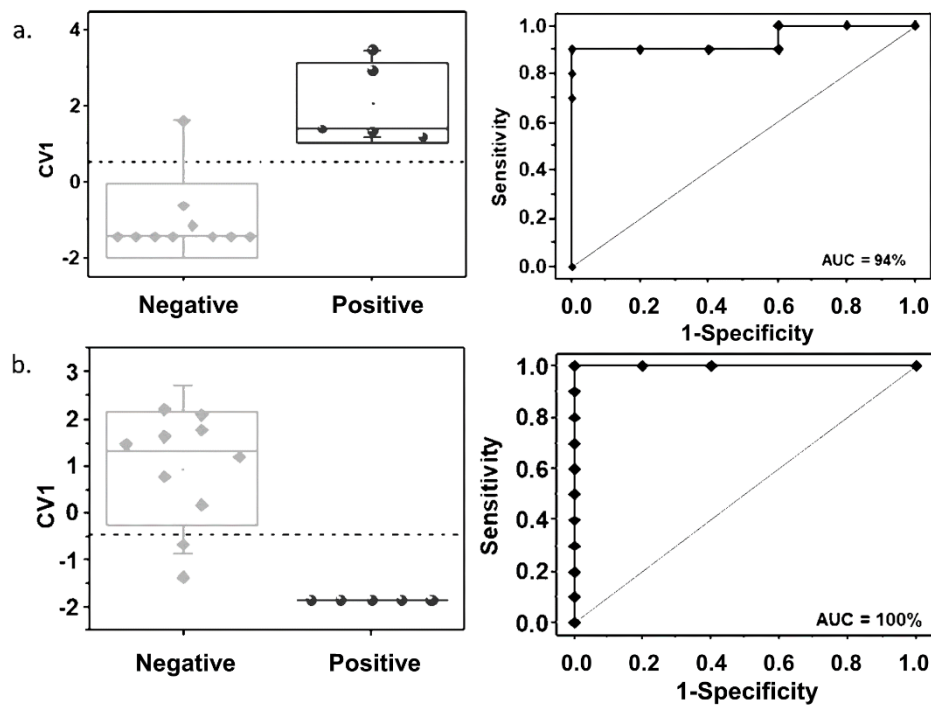 a.
CV1
4
2
0
-2
Negative Positive
Sensitivity
1.0
0.8
0.6
0.4
0.2
0.0
AUC = 94%
0.0 0.2 0.4 0.6 0.8 1.0
1-Specificity
b.
CV1
3
2
1
0
-1
-2
Negative Positive
Sensitivity
1.0
0.8
0.6
0.4
0.2
0.0
AUC = 100%
0.0 0.2 0.4 0.6 0.8 1.0
1-Specificity